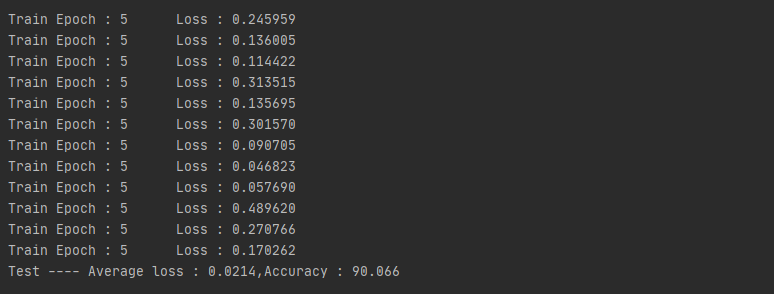 Train Epoch : 5      Loss : 0.245959
Train Epoch : 5      Loss : 0.136005
Train Epoch : 5      Loss : 0.114422
Train Epoch : 5      Loss : 0.313515
Train Epoch : 5      Loss : 0.135695
Train Epoch : 5      Loss : 0.301570
Train Epoch : 5      Loss : 0.090705
Train Epoch : 5      Loss : 0.046823
Train Epoch : 5      Loss : 0.057690
Train Epoch : 5      Loss : 0.489620
Train Epoch : 5      Loss : 0.270766
Train Epoch : 5      Loss : 0.170262
Test ---- Average loss : 0.0214,Accuracy : 90.066